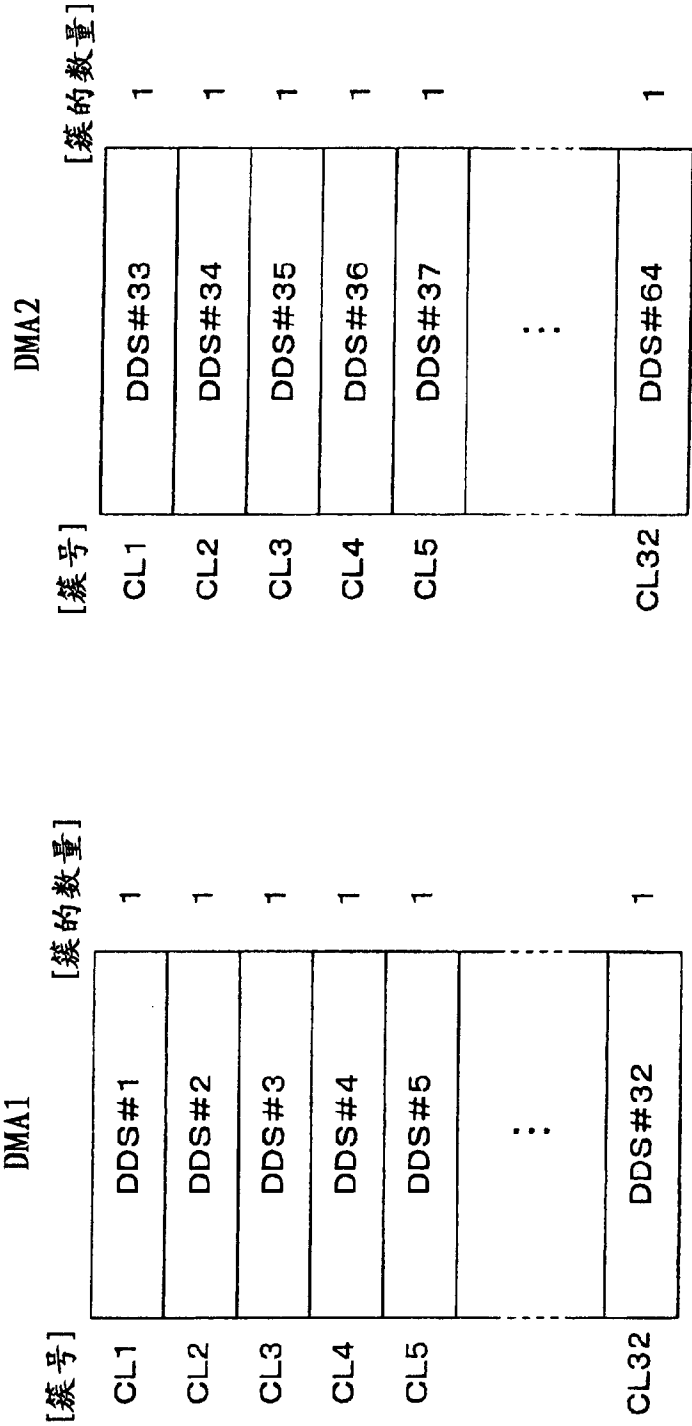 DMA1
[簇号] [簇的数量]
CL1 DDS#1 1
CL2 DDS#2 1
CL3 DDS#3 1
CL4 DDS#4 1
CL5 DDS#5 1
...
CL32 DDS#32 1
DMA2
[簇号] [簇的数量]
CL1 DDS#33 1
CL2 DDS#34 1
CL3 DDS#35 1
CL4 DDS#36 1
CL5 DDS#37 1
...
CL32 DDS#64 1